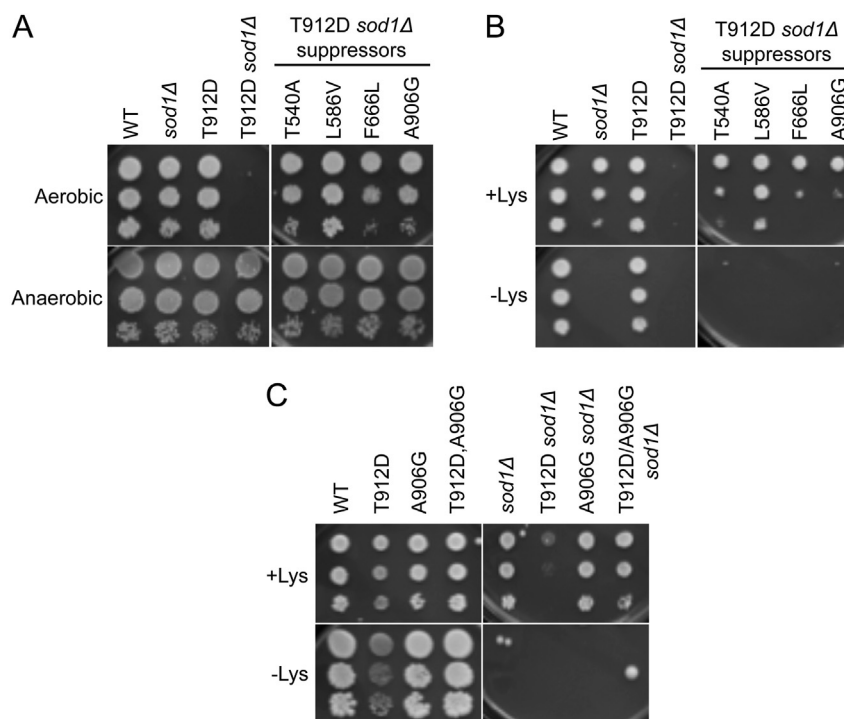 A
T912D sod1Δ
suppressors
WT
sod1Δ
T912D
T912D sod1Δ
T540A
L586V
F666L
A906G
Aerobic
Anaerobic
B
T912D sod1Δ
suppressors
WT
sod1Δ
T912D
T912D sod1Δ
T540A
L586V
F666L
A906G
+Lys
-Lys
C
WT
T912D
A906G
T912D,A906G
sod1Δ
T912D sod1Δ
A906G sod1Δ
T912D/A906G
sod1Δ
+Lys
-Lys